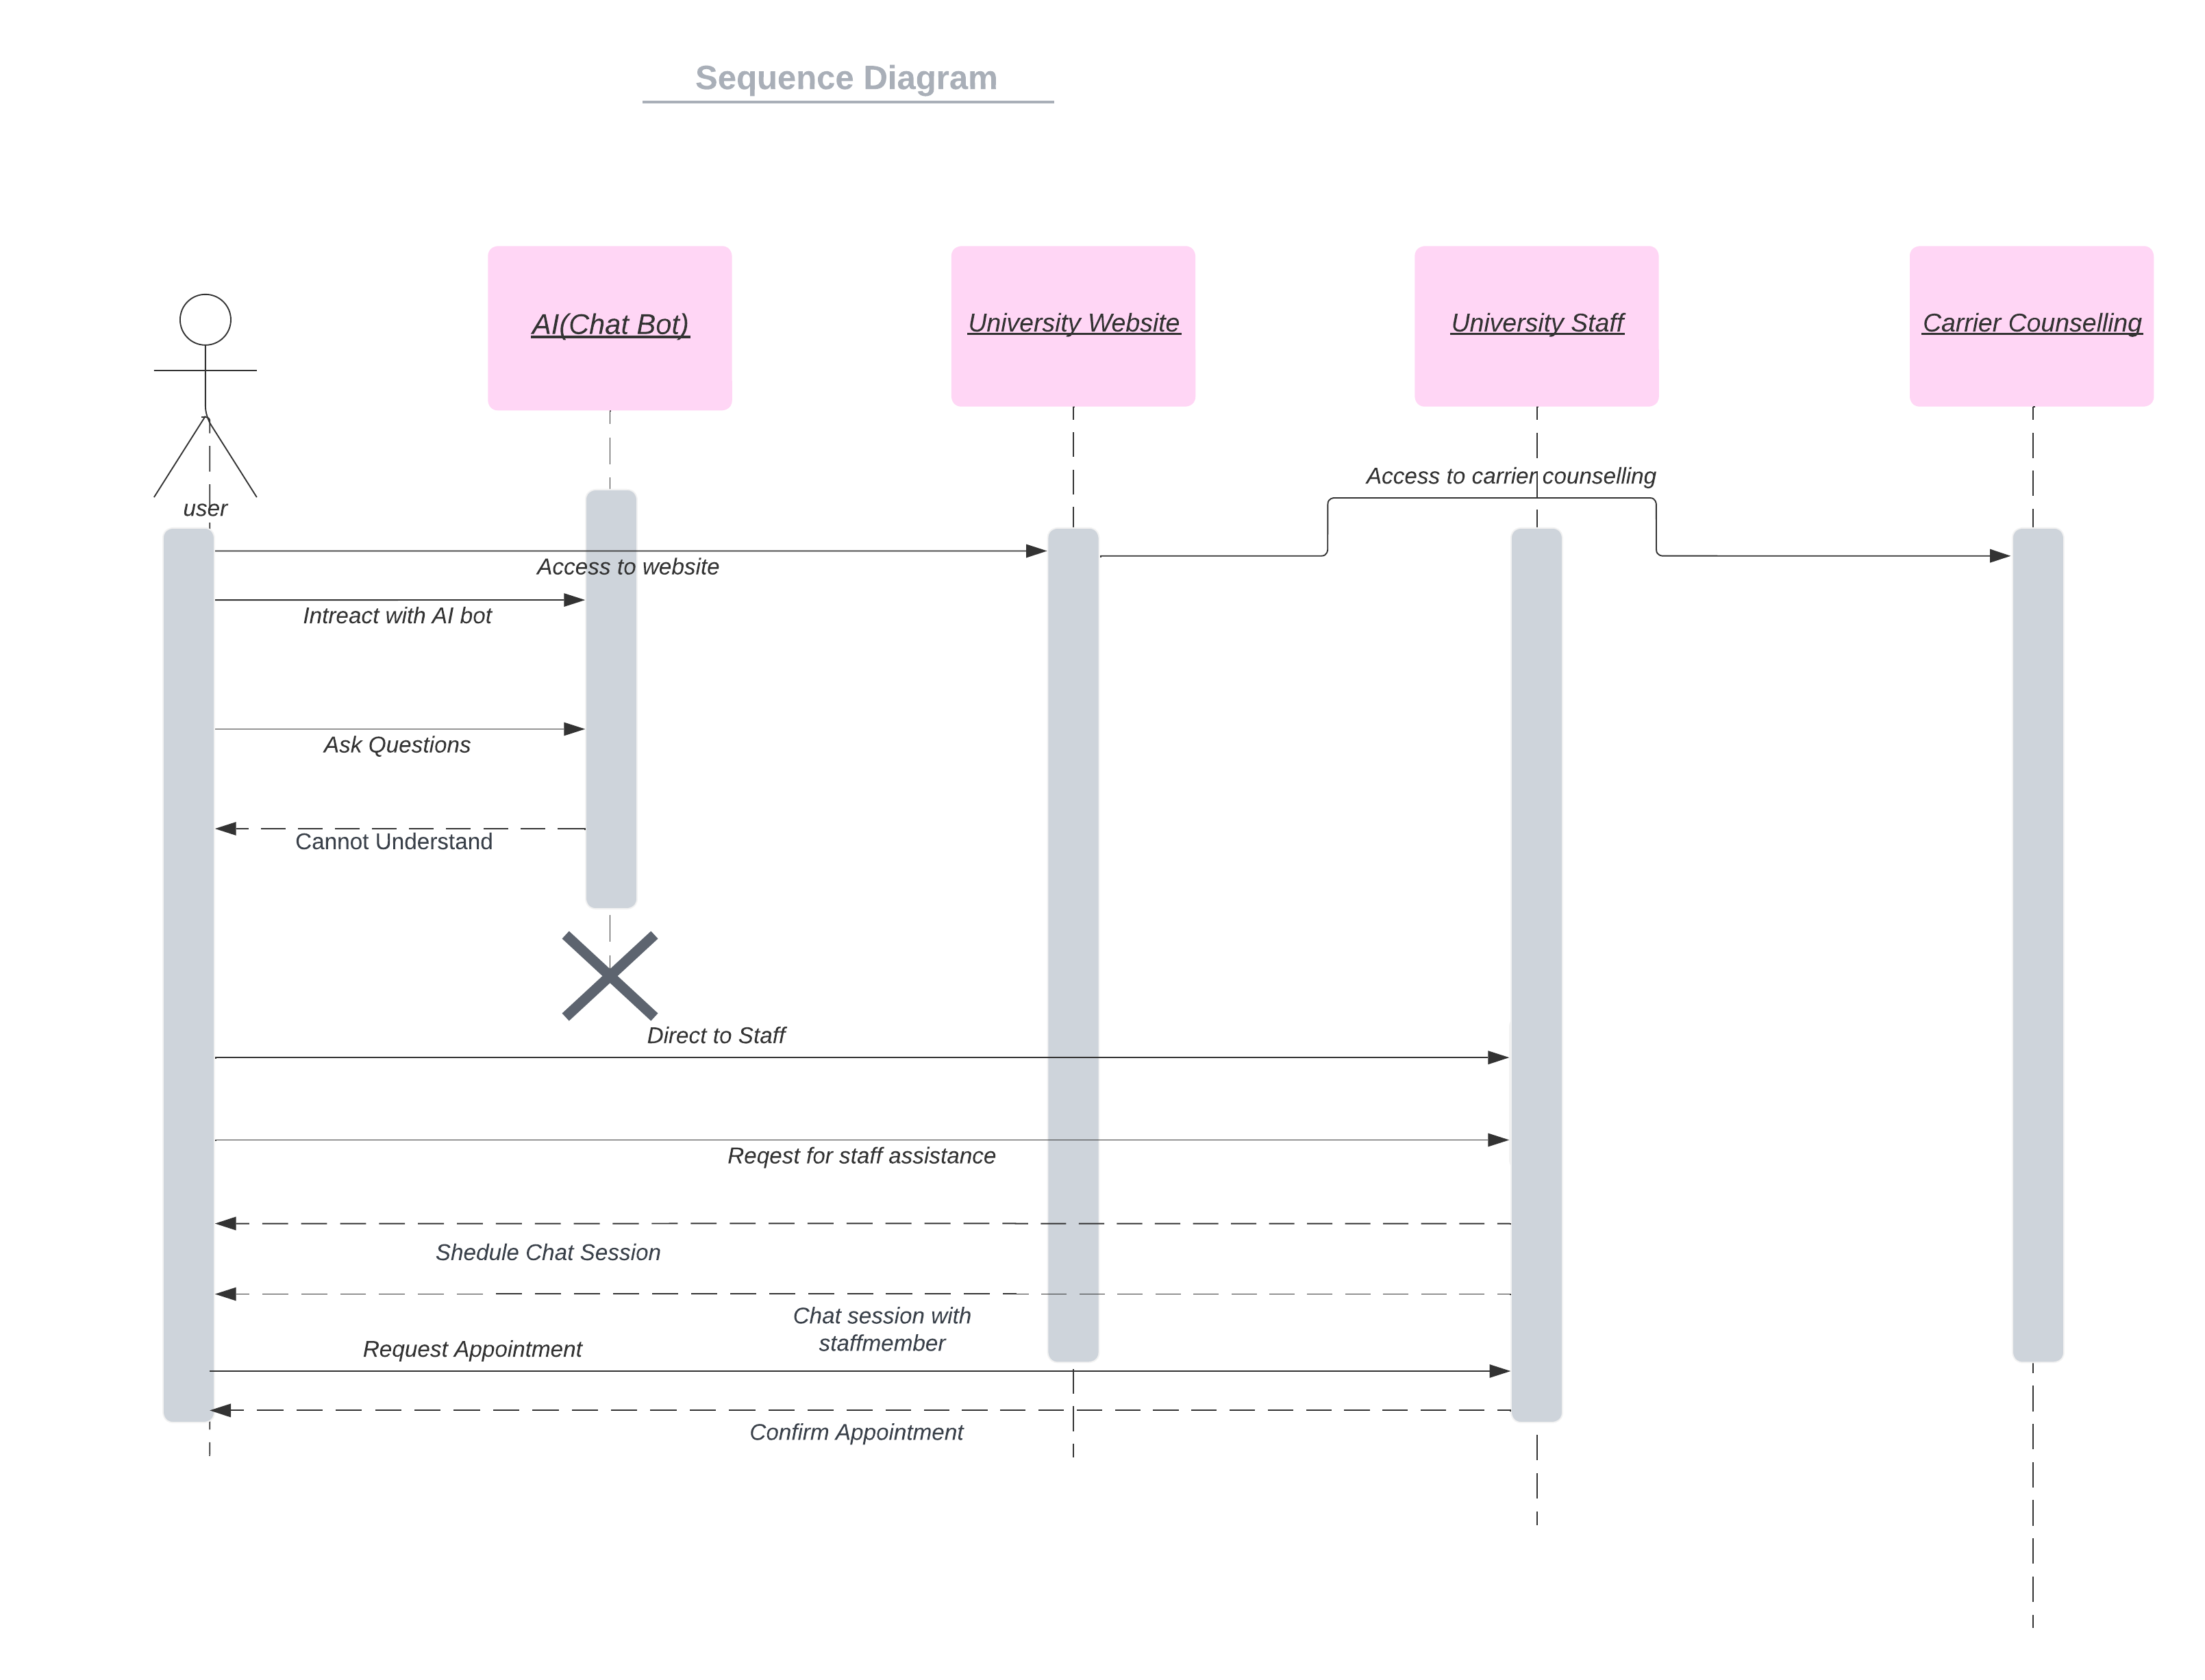 Sequence Diagram
AI(Chat Bot)
University Website
University Staff
Carrier Counselling
user
Access to carrier counselling
Access to website
Intreact with AI bot
Ask Questions
Cannot Understand
Direct to Staff
Reqest for staff assistance
Shedule Chat Session
Chat session with
staffmember
Request Appointment
Confirm Appointment